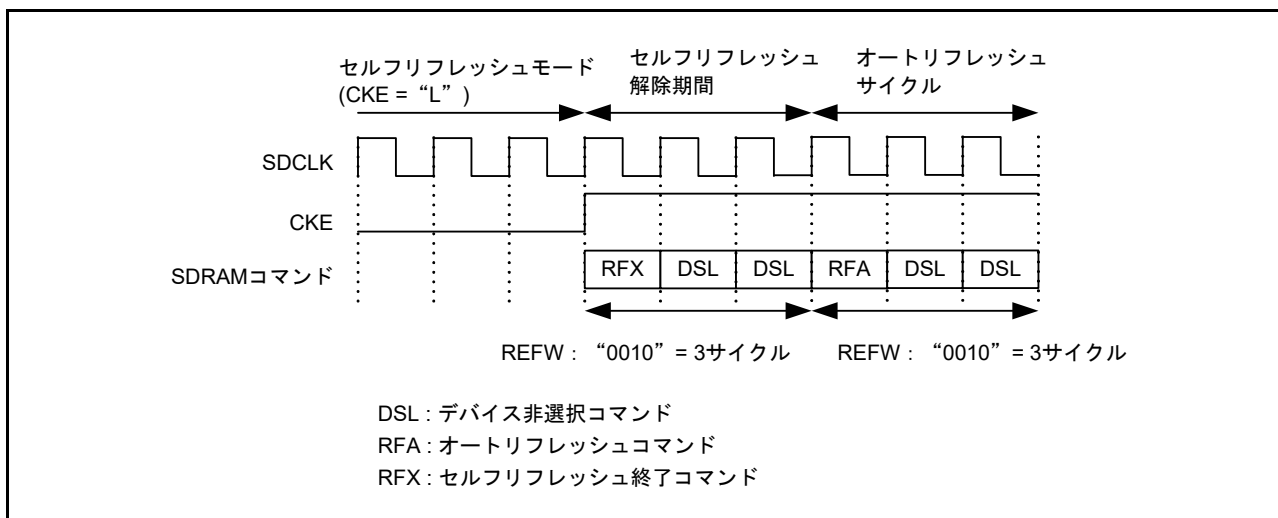 セルフリフレッシュモード
(CKE = “L” )
セルフリフレッシュ
解除期間
オートリフレッシュ
サイクル
SDCLK
CKE
SDRAMコマンド
RFX DSL DSL RFA DSL DSL
REFW : “0010” = 3サイクル REFW : “0010” = 3サイクル
DSL : デバイス非選択コマンド
RFA : オートリフレッシュコマンド
RFX : セルフリフレッシュ終了コマンド